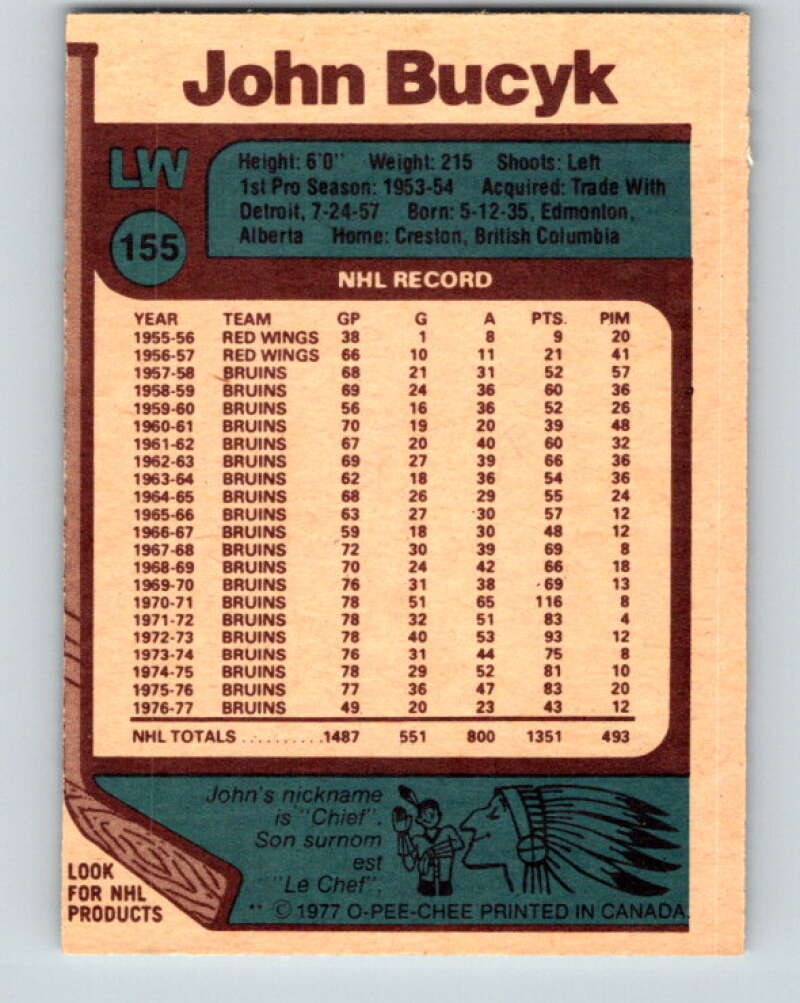 John Bucyk
LW
155
Height: 6'0" Weight: 215 Shoots: Left
1st Pro Season: 1953-54 Acquired: Trade With
Detroit, 7-24-57 Born: 5-12-35, Edmonton,
Alberta Home: Creston, British Columbia
NHL RECORD
YEAR TEAM GP G A PTS. PIM
1955-56 RED WINGS 38 1 8 9 20
1956-57 RED WINGS 66 10 11 21 41
1957-58 BRUINS 68 21 31 52 57
1958-59 BRUINS 69 24 36 60 36
1959-60 BRUINS 56 16 36 52 26
1960-61 BRUINS 70 19 20 39 48
1961-62 BRUINS 67 20 40 60 32
1962-63 BRUINS 69 27 39 66 36
1963-64 BRUINS 62 18 36 54 36
1964-65 BRUINS 68 26 29 55 24
1965-66 BRUINS 63 27 30 57 12
1966-67 BRUINS 59 18 30 48 12
1967-68 BRUINS 72 30 39 69 8
1968-69 BRUINS 70 24 42 66 18
1969-70 BRUINS 76 31 38 69 13
1970-71 BRUINS 78 51 65 116 8
1971-72 BRUINS 78 32 51 83 4
1972-73 BRUINS 78 40 53 93 12
1973-74 BRUINS 76 31 44 75 8
1974-75 BRUINS 78 29 52 81 10
1975-76 BRUINS 77 36 47 83 20
1976-77 BRUINS 49 20 23 43 12
NHL TOTALS ..........1487 551 800 1351 493
John's nickname
is "Chief".
Son surnom
est
"Le Chef".
LOOK
FOR NHL
PRODUCTS
** © 1977 O-PEE-CHEE PRINTED IN CANADA.